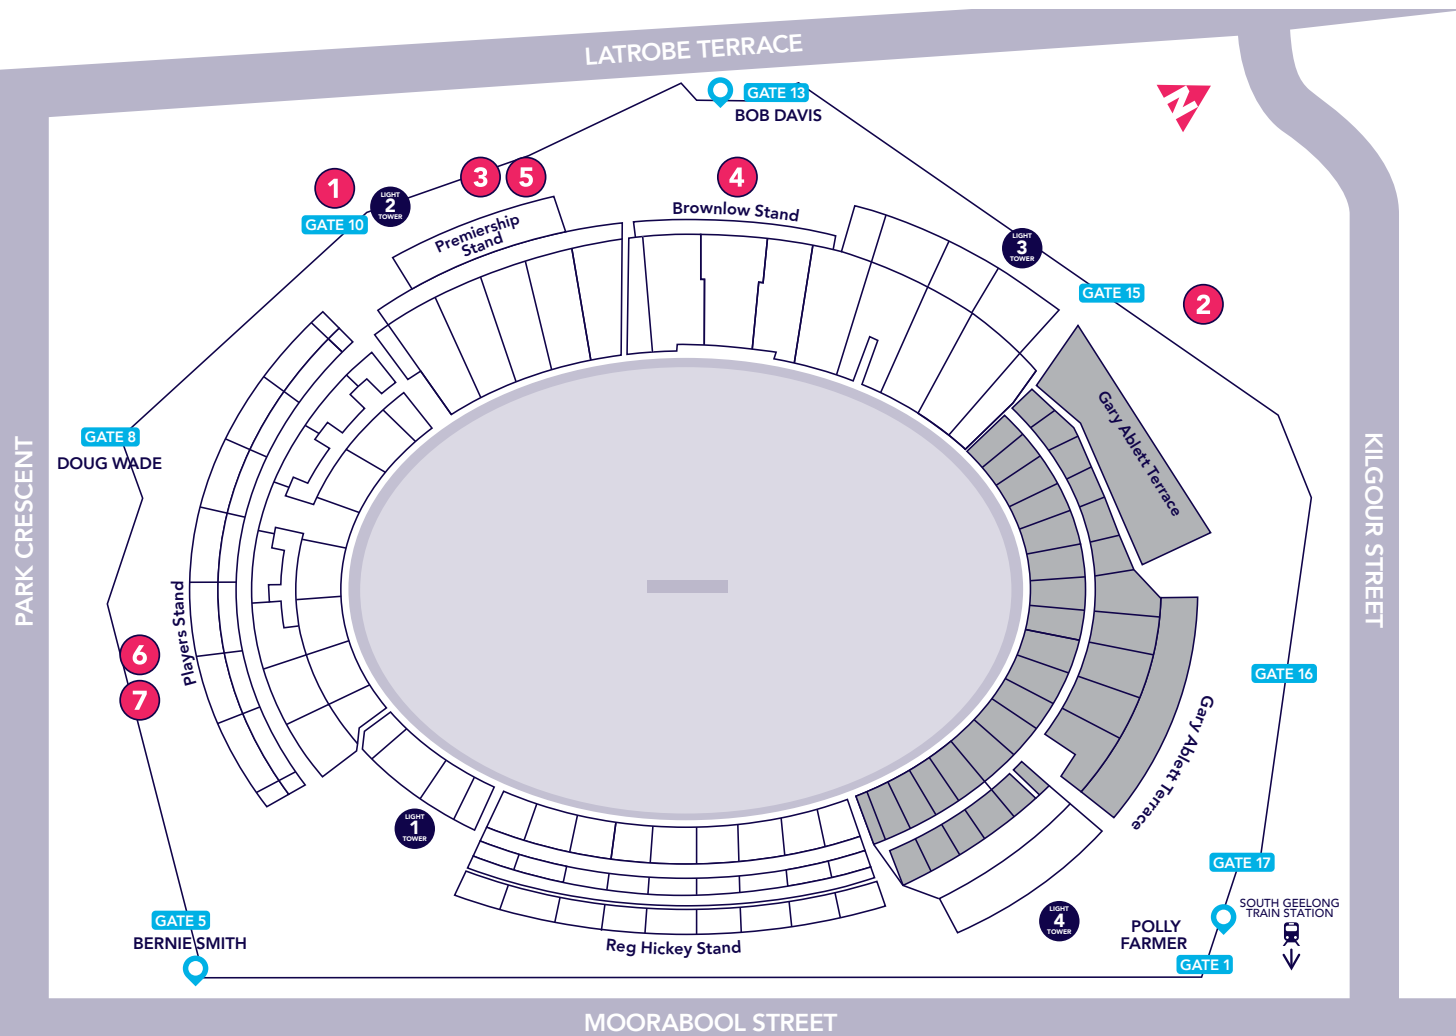 LATROBE TERRACE
GATE 13
BOB DAVIS
N
1
3
5
4
LIGHT
2
TOWER
GATE 10
Premiership
Stand
Brownlow Stand
LIGHT
3
TOWER
GATE 15
2
GATE 8
DOUG WADE
Gary Ablett Terrace
PARK CRESCENT
KILGOUR STREET
Players Stand
6
7
GATE 16
Gary Ablett Terrace
LIGHT
1
TOWER
GATE 17
GATE 5
BERNIE SMITH
Reg Hickey Stand
LIGHT
4
TOWER
POLLY
FARMER
GATE 1
SOUTH GEELONG
TRAIN STATION
MOORABOOL STREET